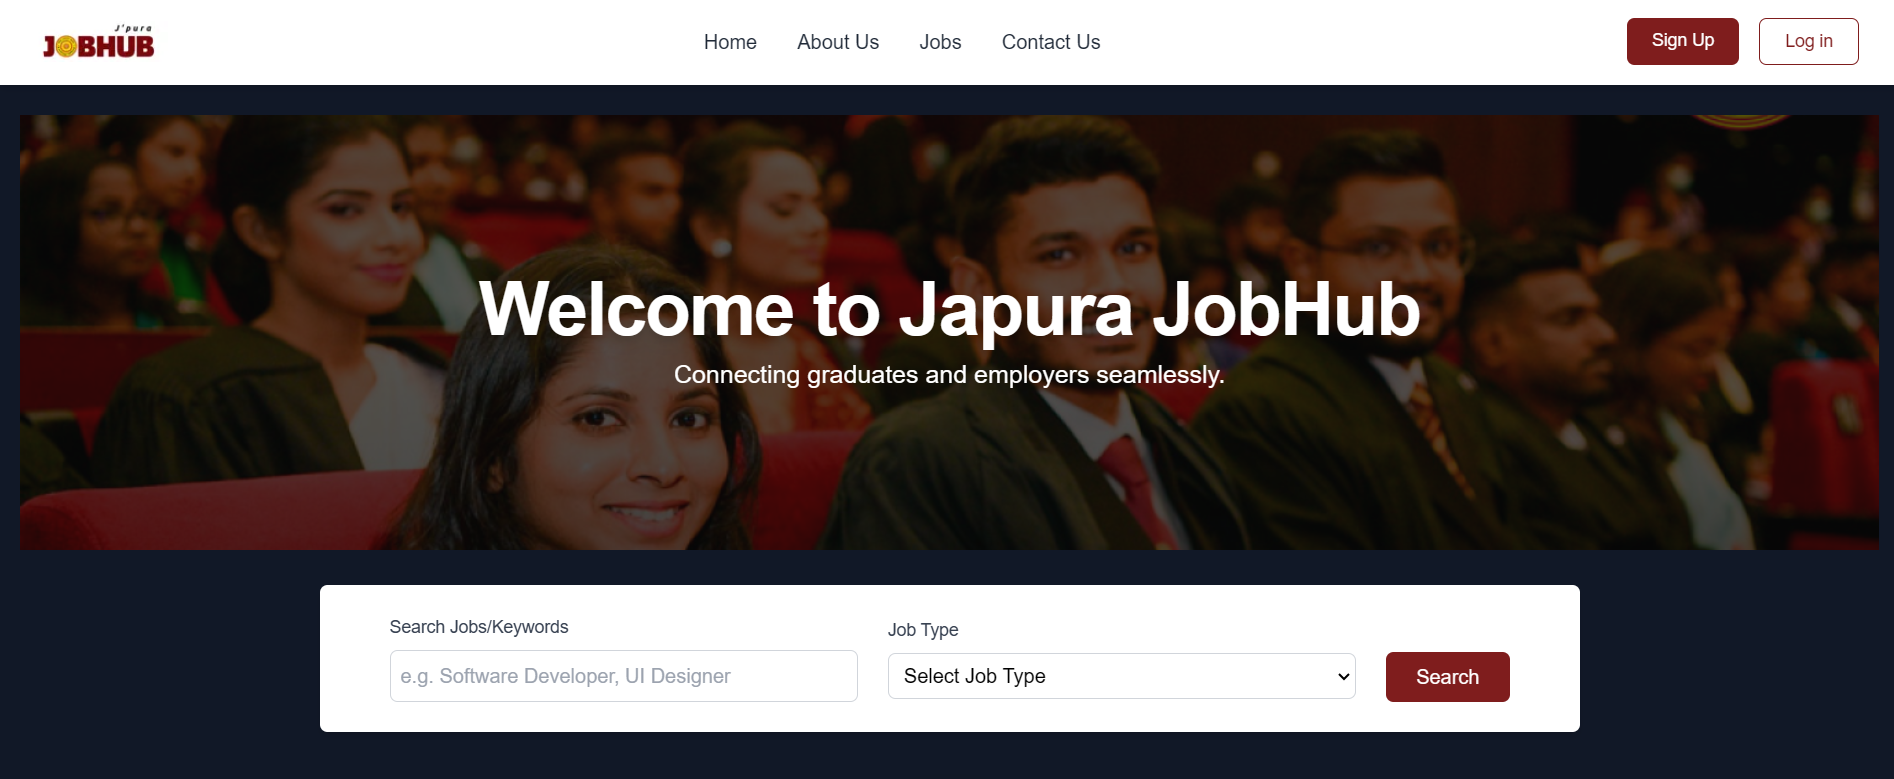 J'pura
JOBHUB
Home About Us Jobs Contact Us
Sign Up Log in
Welcome to Japura JobHub
Connecting graduates and employers seamlessly.
Search Jobs/Keywords
Job Type
e.g. Software Developer, UI Designer
Select Job Type
Search